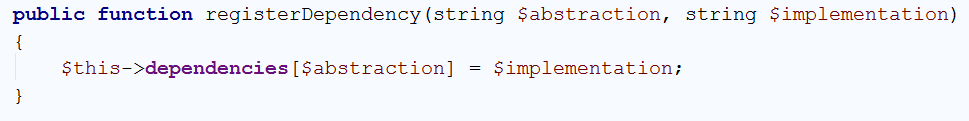 public function registerDependency(string $abstraction, string $implementation)
{
    $this->dependencies[$abstraction] = $implementation;
}